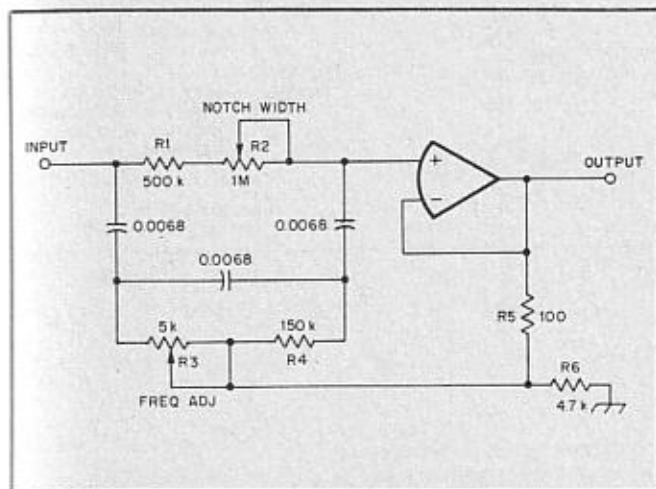 NOTCH WIDTH
INPUT
R1
R2
OUTPUT
500 k
1M
+
−
0.0068
0.0068
0.0068
5k
150 k
R5
100
R3
R4
R6
FREQ ADJ
4.7 k